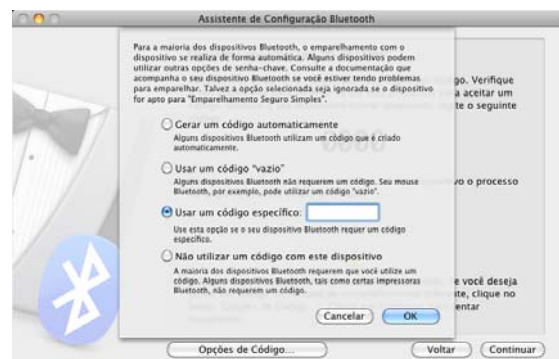 Assistente de Configuração Bluetooth
Para a maioria dos dispositivos Bluetooth, o emparelhamento com o
dispositivo se realiza de forma automática. Alguns dispositivos podem
utilizar outras opções de senha-chave. Consulte a documentação que
acompanha o seu dispositivo Bluetooth se você estiver tendo problemas
para emparelhar. Talvez a opção selecionada seja ignorada se o dispositivo
for apto para "Emparelhamento Seguro Simples".
go. Verifique
a aceitar um
te o seguinte
Gerar um código automaticamente
Alguns dispositivos Bluetooth utilizam um código que é criado
automaticamente.
Usar um código "vazio"
Alguns dispositivos Bluetooth não requerem um código. Seu mouse
Bluetooth, por exemplo, pode utilizar um código "vazio".
vo o processo
Usar um código específico:
Use esta opção se o seu dispositivo Bluetooth requer um código
específico.
Não utilizar um código com este dispositivo
A maioria dos dispositivos Bluetooth requerem que você utilize um
código. Alguns dispositivos Bluetooth, tais como certas impressoras
Bluetooth, não requerem um código.
e você deseja
te, clique no
entar
Cancelar OK
Opções de Código... Voltar Continuar